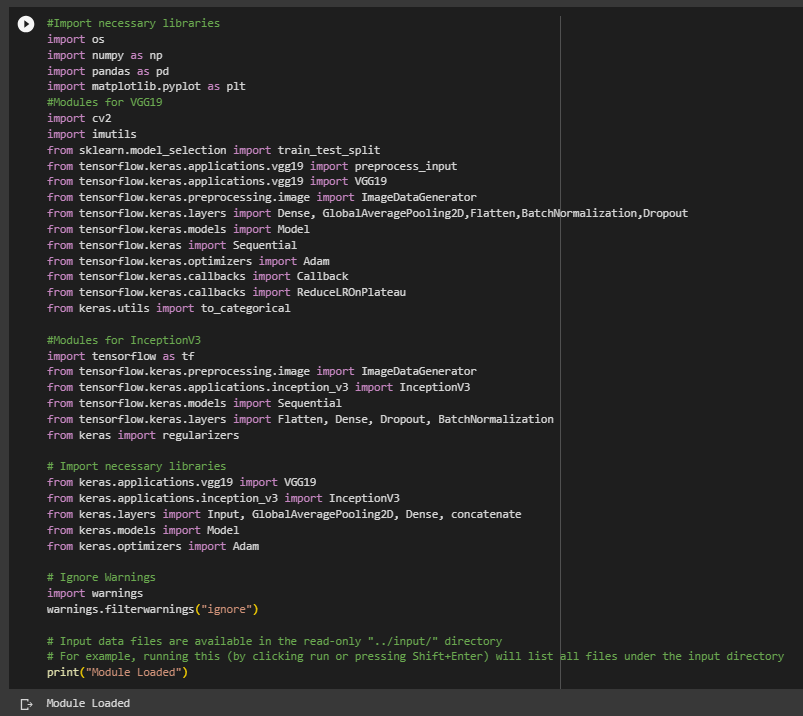 #Import necessary libraries
import os
import numpy as np
import pandas as pd
import matplotlib.pyplot as plt
#Modules for VGG19
import cv2
import imutils
from sklearn.model_selection import train_test_split
from tensorflow.keras.applications.vgg19 import preprocess_input
from tensorflow.keras.applications.vgg19 import VGG19
from tensorflow.keras.preprocessing.image import ImageDataGenerator
from tensorflow.keras.layers import Dense, GlobalAveragePooling2D,Flatten,BatchNormalization,Dropout
from tensorflow.keras.models import Model
from tensorflow.keras import Sequential
from tensorflow.keras.optimizers import Adam
from tensorflow.keras.callbacks import Callback
from tensorflow.keras.callbacks import ReduceLROnPlateau
from keras.utils import to_categorical

#Modules for InceptionV3
import tensorflow as tf
from tensorflow.keras.preprocessing.image import ImageDataGenerator
from tensorflow.keras.applications.inception_v3 import InceptionV3
from tensorflow.keras.models import Sequential
from tensorflow.keras.layers import Flatten, Dense, Dropout, BatchNormalization
from keras import regularizers

# Import necessary libraries
from keras.applications.vgg19 import VGG19
from keras.applications.inception_v3 import InceptionV3
from keras.layers import Input, GlobalAveragePooling2D, Dense, concatenate
from keras.models import Model
from keras.optimizers import Adam

# Ignore Warnings
import warnings
warnings.filterwarnings("ignore")

# Input data files are available in the read-only "../input/" directory
# For example, running this (by clicking run or pressing Shift+Enter) will list all files under the input directory
print("Module Loaded")
Module Loaded